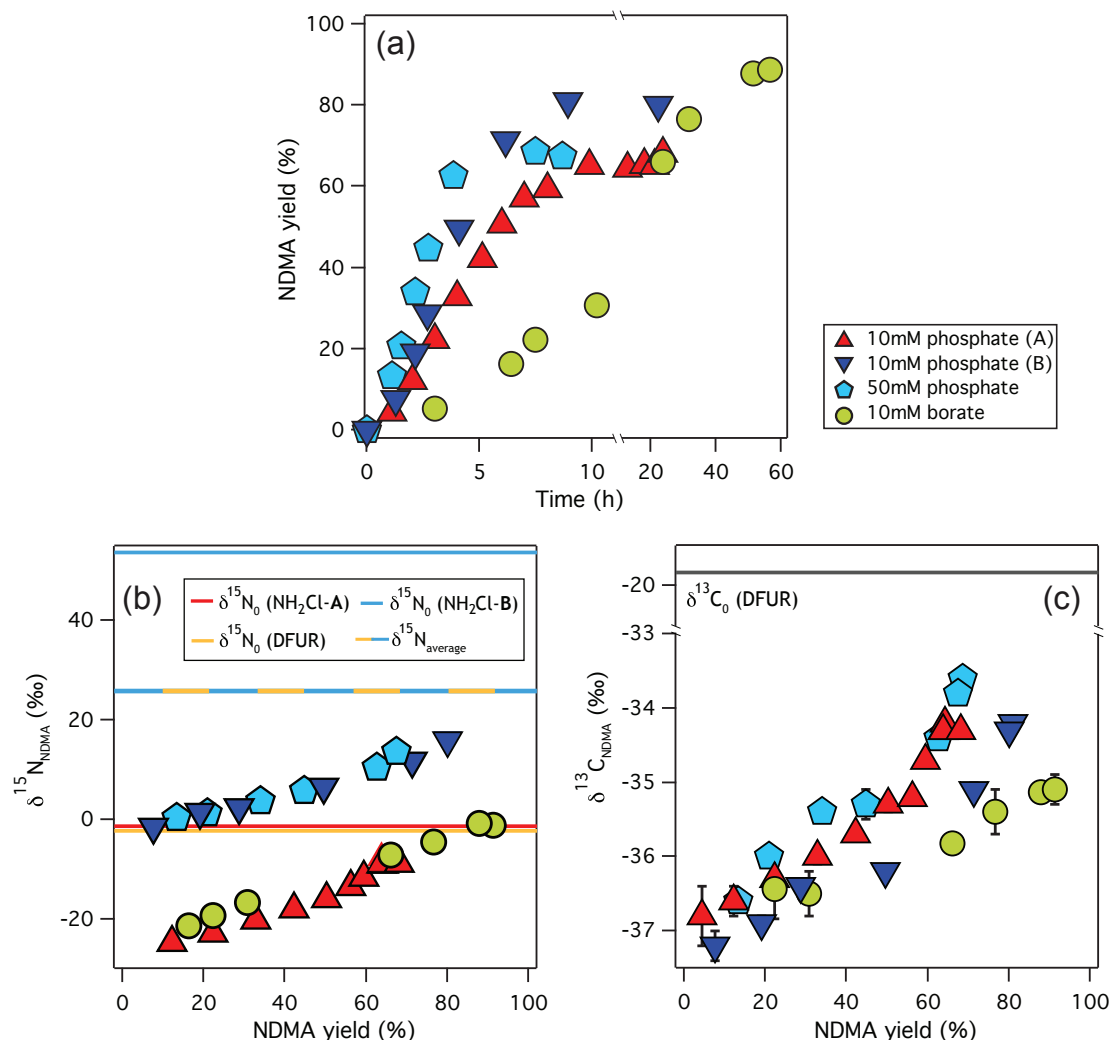 (a)
100
80
60
40
20
0
NDMA yield (%)
0 5 10 20 40 60
Time (h)
10mM phosphate (A)
10mM phosphate (B)
50mM phosphate
10mM borate
(b)
δ¹⁵N₀ (NH₂Cl-A) δ¹⁵N₀ (NH₂Cl-B)
δ¹⁵N₀ (DFUR) δ¹⁵Naverage
40
20
0
-20
δ¹⁵NNDMA (‰)
0 20 40 60 80 100
NDMA yield (%)
(c)
δ¹³C₀ (DFUR)
-20
-33
-34
-35
-36
-37
δ¹³CNDMA (‰)
0 20 40 60 80 100
NDMA yield (%)